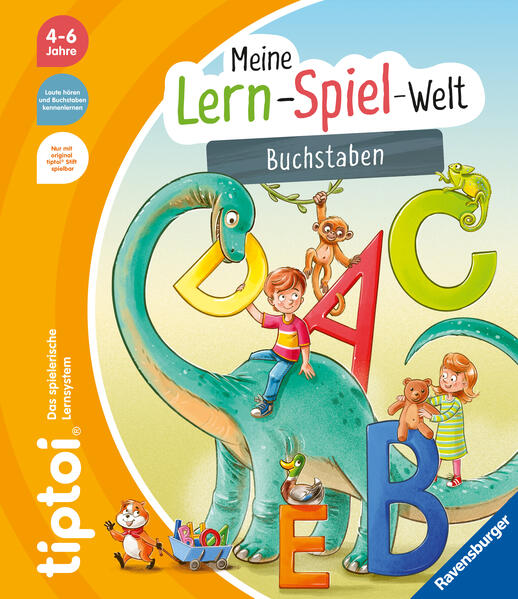 4-6
Jahre
Laute hören
und Buchstaben
kennenlernen
Nur mit
original
tiptoi® Stift
spielbar
Meine
Lern-Spiel-Welt
Buchstaben
D
A
C
B
E
Das spielerische
Lernsystem
tiptoi®
Ravensburger